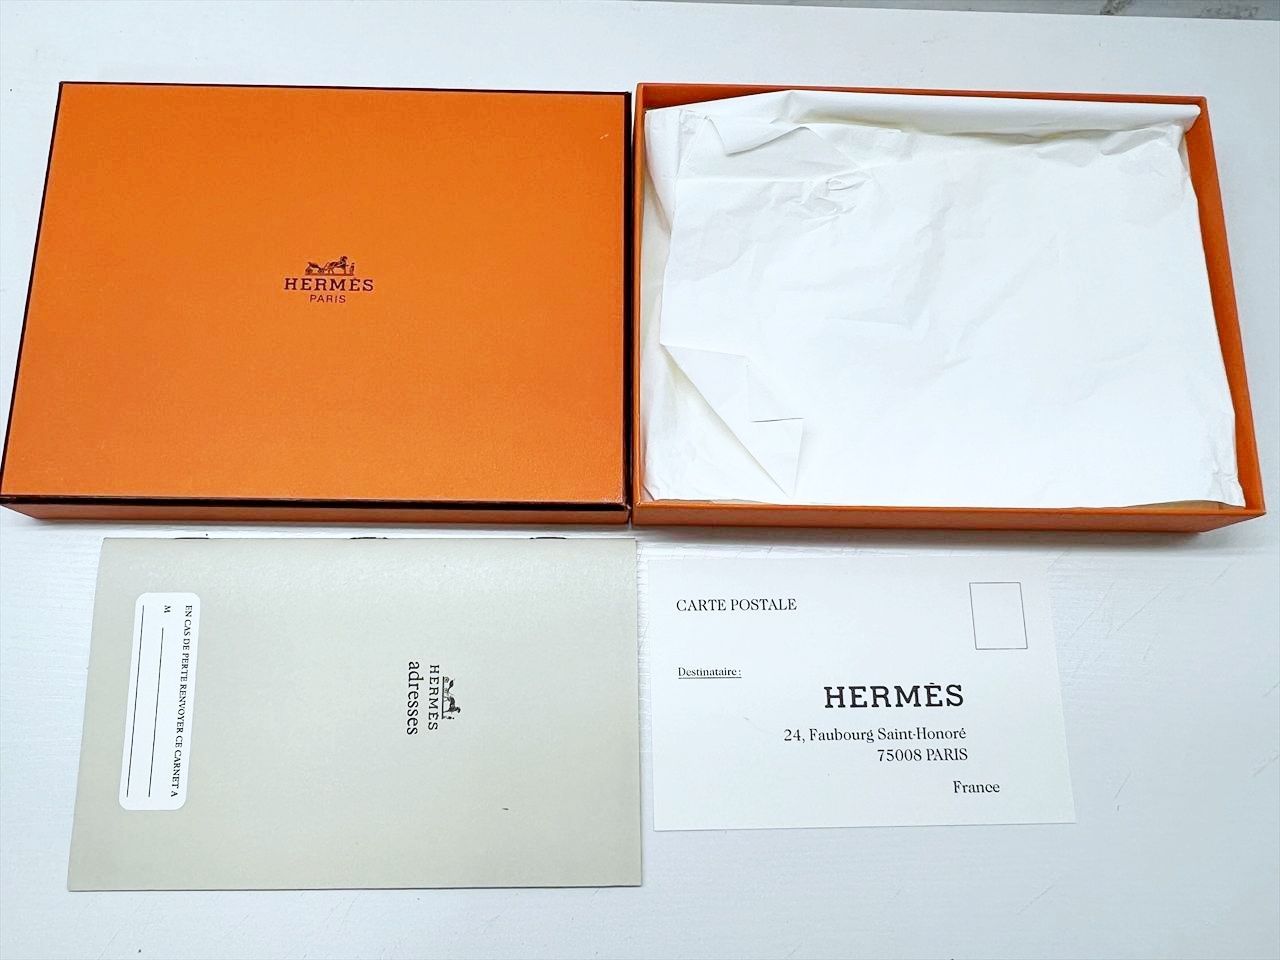 HERMÈS
PARIS
EN CAS DE PERTE RENVOYER CE CARNET A
M
HERMÈS
adresses
CARTE POSTALE
Destinataire:
HERMÈS
24, Faubourg Saint-Honoré
75008 PARIS
France